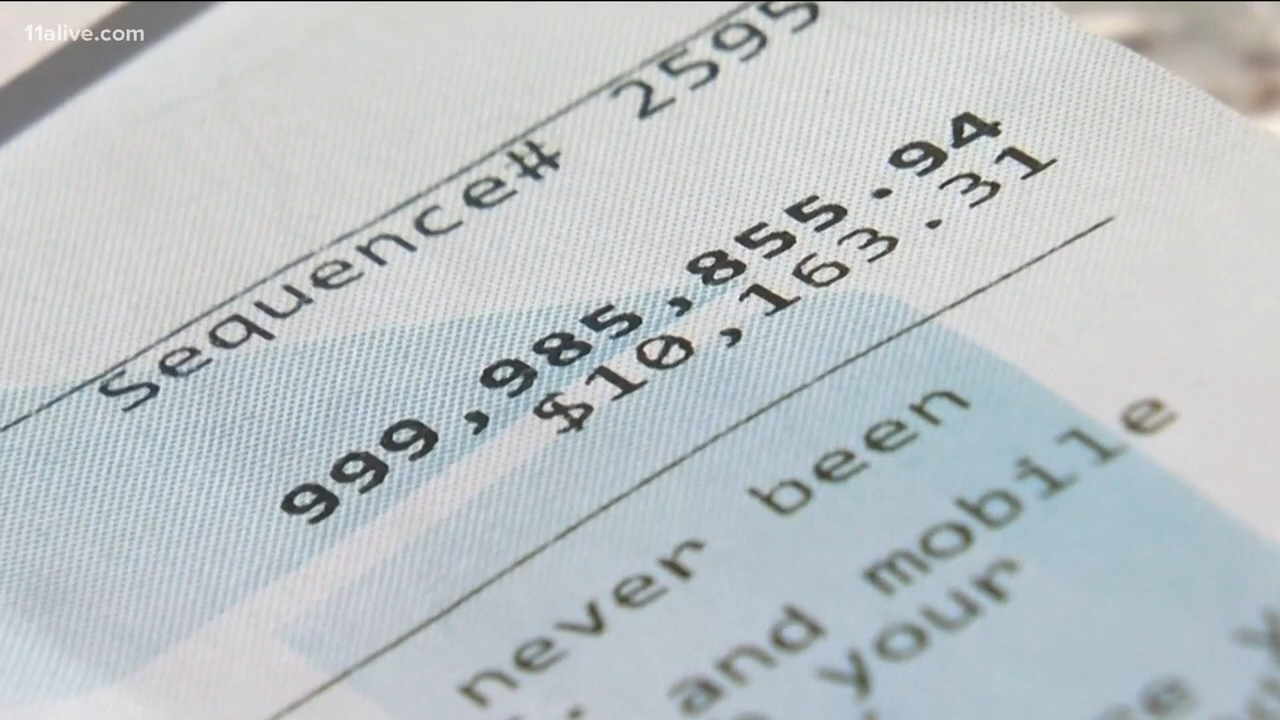 11alive.com
Sequence# 2595
999,985,855.94
$10,163.31
never been
and mobile
your